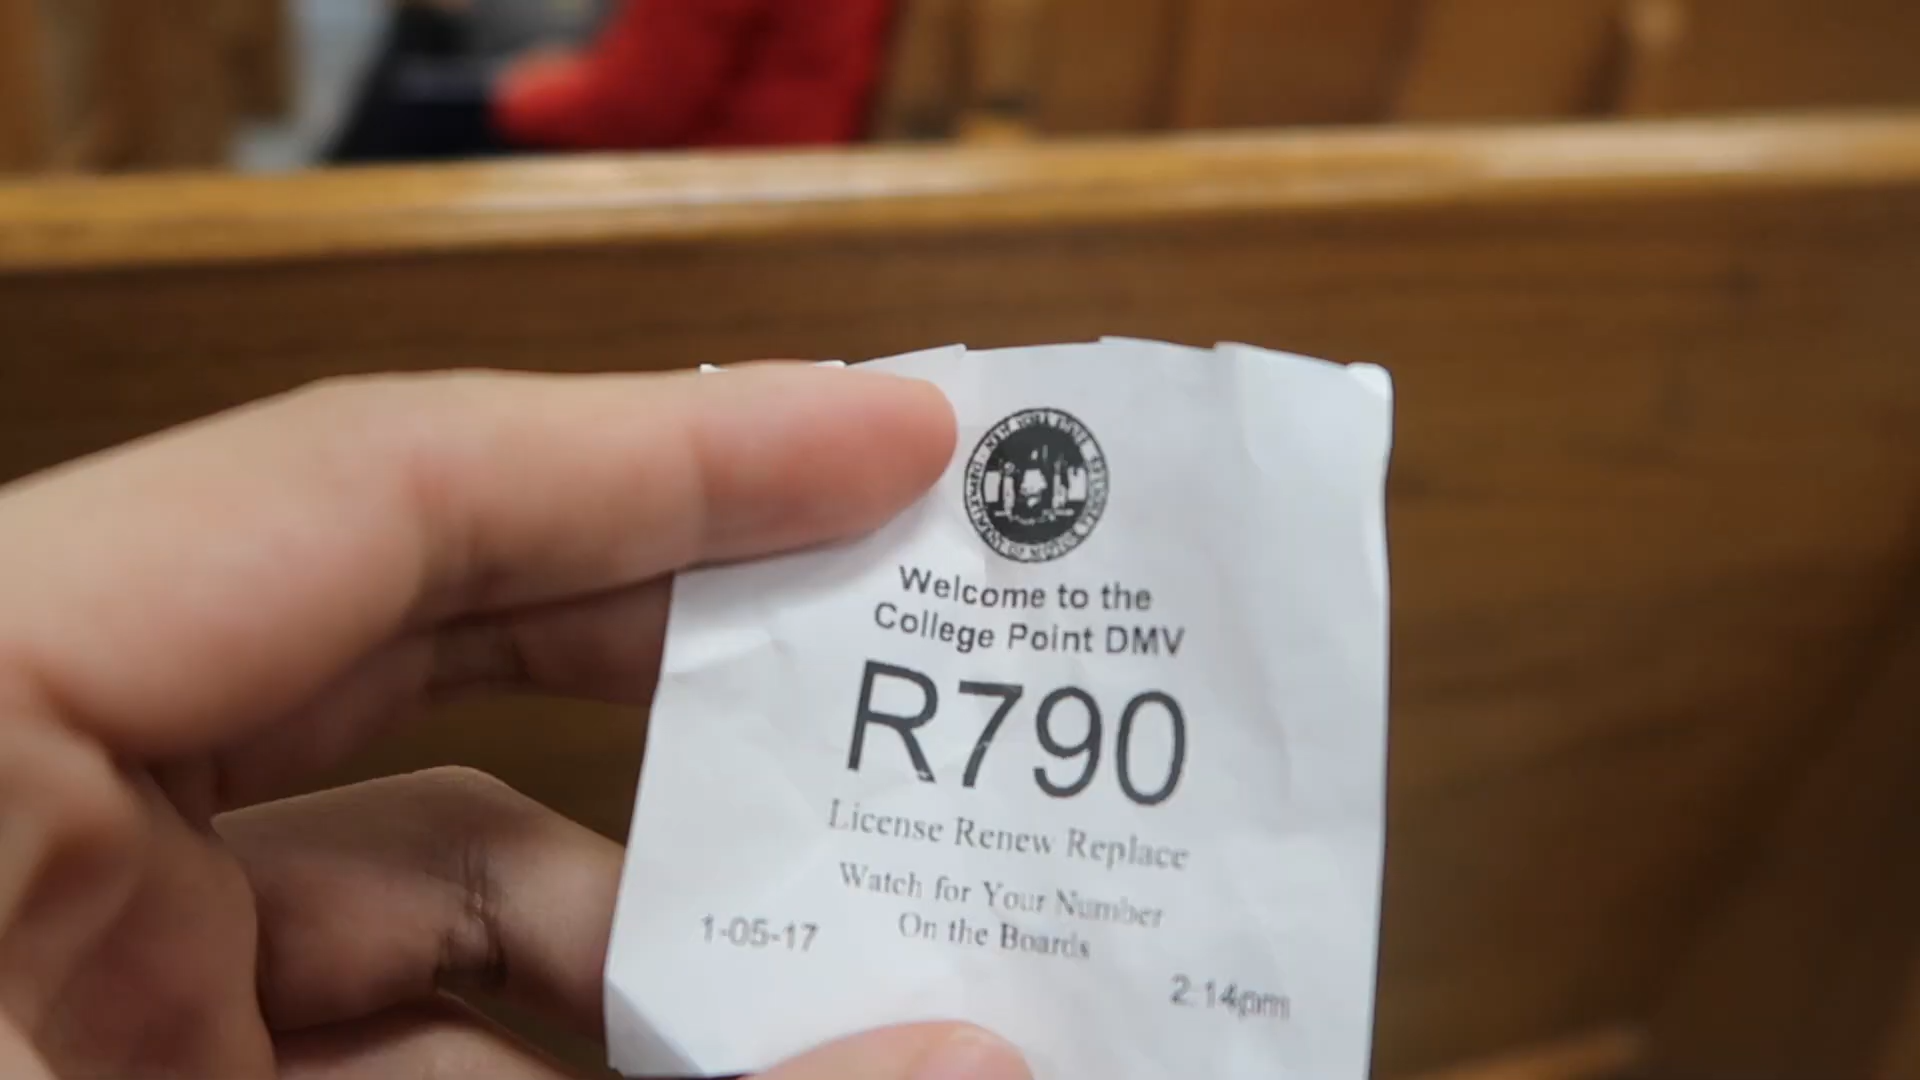 Welcome to the
College Point DMV
R790
License Renew Replace
Watch for Your Number
On the Boards
1-05-17
2:14pm